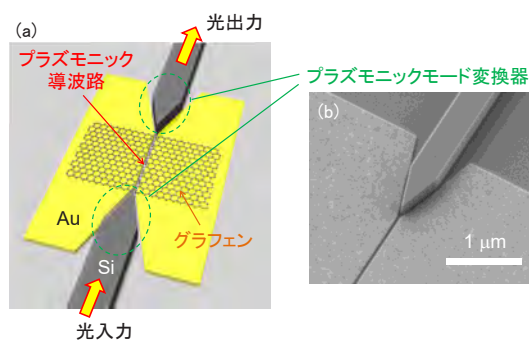 (a)
光出力
プラズモニック
導波路
プラズモニックモード変換器
(b)
Au
グラフェン
Si
1 μm
光入力